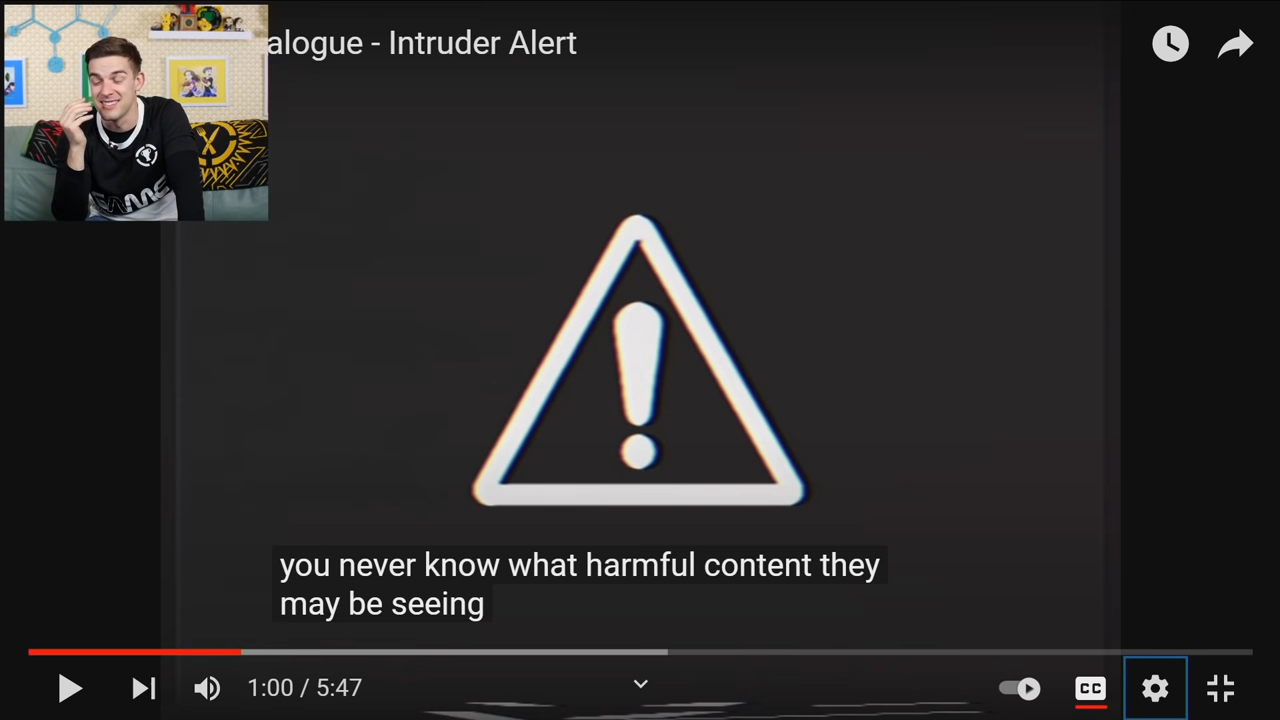 alogue - Intruder Alert
you never know what harmful content they
may be seeing
1:00 / 5:47
CC